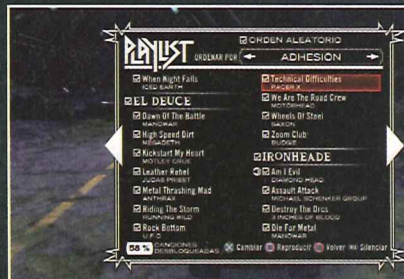 PLAYLIST
ORDEN ALEATORIO
ORDENAR POR
ADHESIÓN
When Night Falls
ICED EARTH
EL DEUCE
Dawn Of The Battle
MANOWAR
High Speed Dirt
MEGADETH
Kickstart My Heart
MÖTLEY CRÜE
Leather Rebel
JUDAS PRIEST
Metal Thrashing Mad
ANTHRAX
Riding The Storm
RUNNING WILD
Rock Bottom
U.F.O
Technical Difficulties
RACER X
We Are The Road Crew
MOTÖRHEAD
Wheels Of Steel
SAXON
Zoom Club
BUDGIE
IRONHEADE
Am I Evil
DIAMOND HEAD
Assault Attack
MICHAEL SCHENKER GROUP
Destroy The Orcs
3 INCHES OF BLOOD
Die For Metal
MANOWAR
58 % CANCIONES DESBLOQUEADAS
Cambiar
Reproducir
Volver
Silenciar